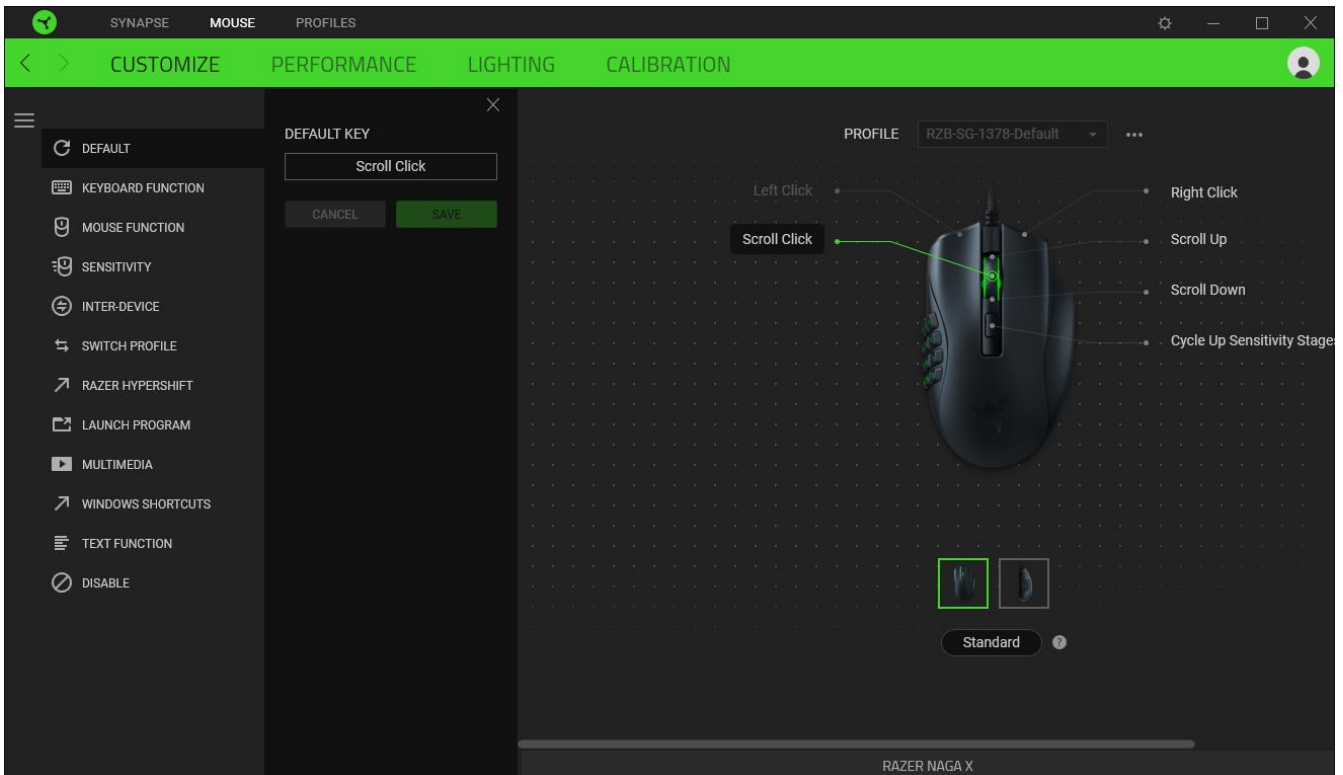 SYNAPSE MOUSE PROFILES
CUSTOMIZE PERFORMANCE LIGHTING CALIBRATION
DEFAULT
KEYBOARD FUNCTION
MOUSE FUNCTION
SENSITIVITY
INTER-DEVICE
SWITCH PROFILE
RAZER HYPERSHIFT
LAUNCH PROGRAM
MULTIMEDIA
WINDOWS SHORTCUTS
TEXT FUNCTION
DISABLE
DEFAULT KEY
Scroll Click
CANCEL SAVE
PROFILE RZB-SG-1378-Default
Left Click
Scroll Click
Right Click
Scroll Up
Scroll Down
Cycle Up Sensitivity Stages
Standard ?
RAZER NAGA X